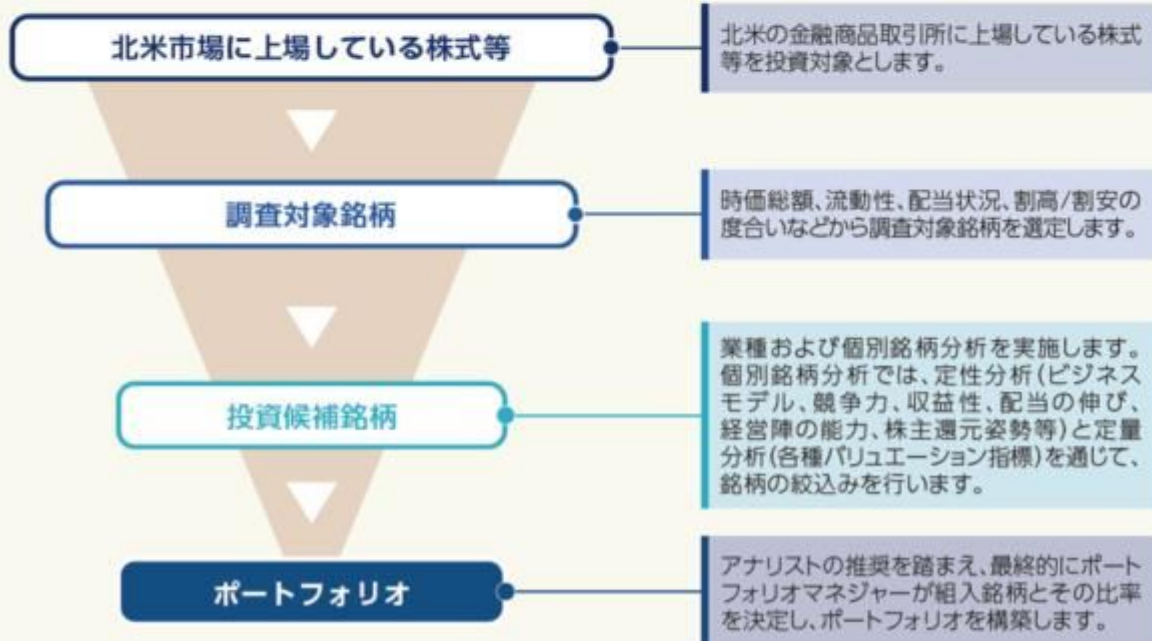 北米市場に上場している株式等
北米の金融商品取引所に上場している株式
等を投資対象とします。
調査対象銘柄
時価総額、流動性、配当状況、割高/割安の
度合いなどから調査対象銘柄を選定します。
投資候補銘柄
業種および個別銘柄分析を実施します。
個別銘柄分析では、定性分析(ビジネス
モデル、競争力、収益性、配当の伸び、
経営陣の能力、株主還元姿勢等)と定量
分析(各種バリュエーション指標)を通じて、
銘柄の絞込みを行います。
ポートフォリオ
アナリストの推奨を踏まえ、最終的にポート
フォリオマネジャーが組入銘柄とその比率
を決定し、ポートフォリオを構築します。